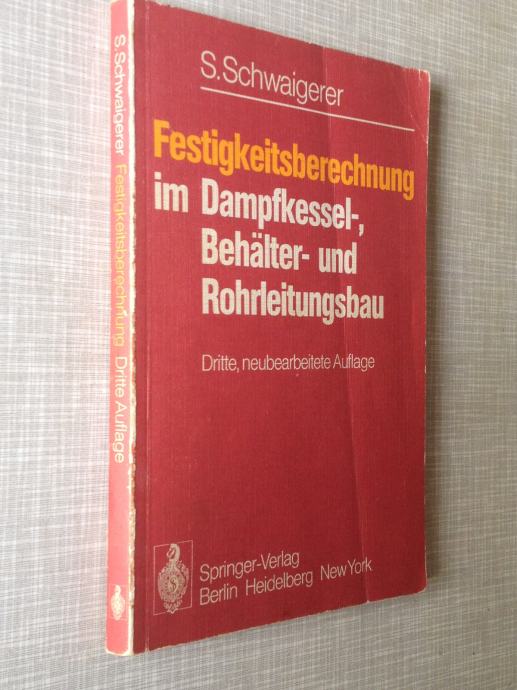 S. Schwaigerer Festigkeitsberechnung Dritte Auflage
S. Schwaigerer
Festigkeitsberechnung
im Dampfkessel-,
Behälter- und
Rohrleitungsbau
Dritte, neubearbeitete Auflage
Springer-Verlag
Berlin Heidelberg New York